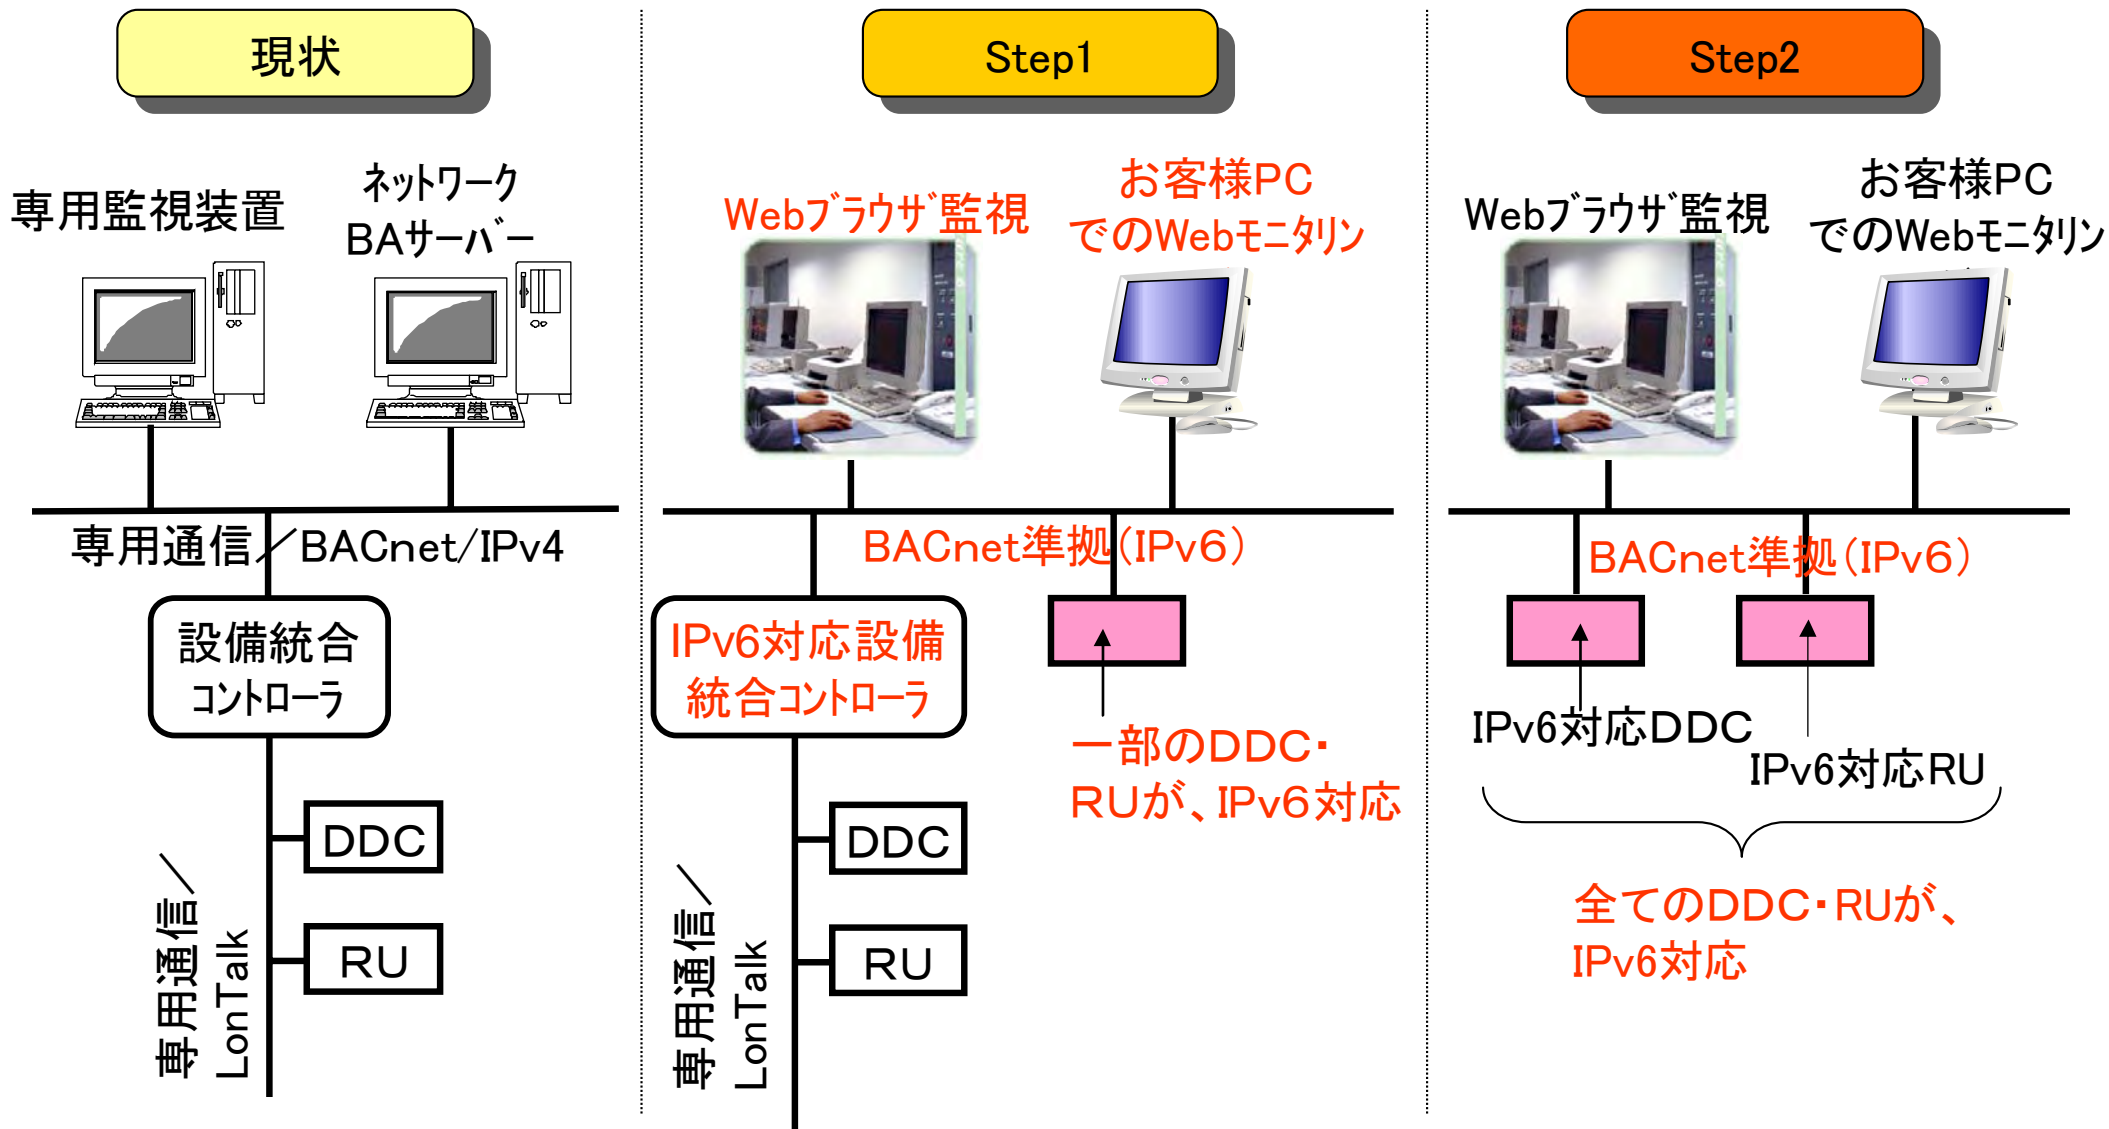 現状
専用監視装置
ネットワーク
BAサーバー
専用通信／BACnet/IPv4
設備統合
コントローラ
DDC
RU
専用通信／
LonTalk
Step1
Webブラウザ監視
お客様PC
でのWebモニタリン
BACnet準拠(IPv6)
IPv6対応設備
統合コントローラ
一部のDDC・
RUが、IPv6対応
DDC
RU
専用通信／
LonTalk
Step2
Webブラウザ監視
お客様PC
でのWebモニタリン
BACnet準拠(IPv6)
IPv6対応DDC
IPv6対応RU
全てのDDC・RUが、
IPv6対応